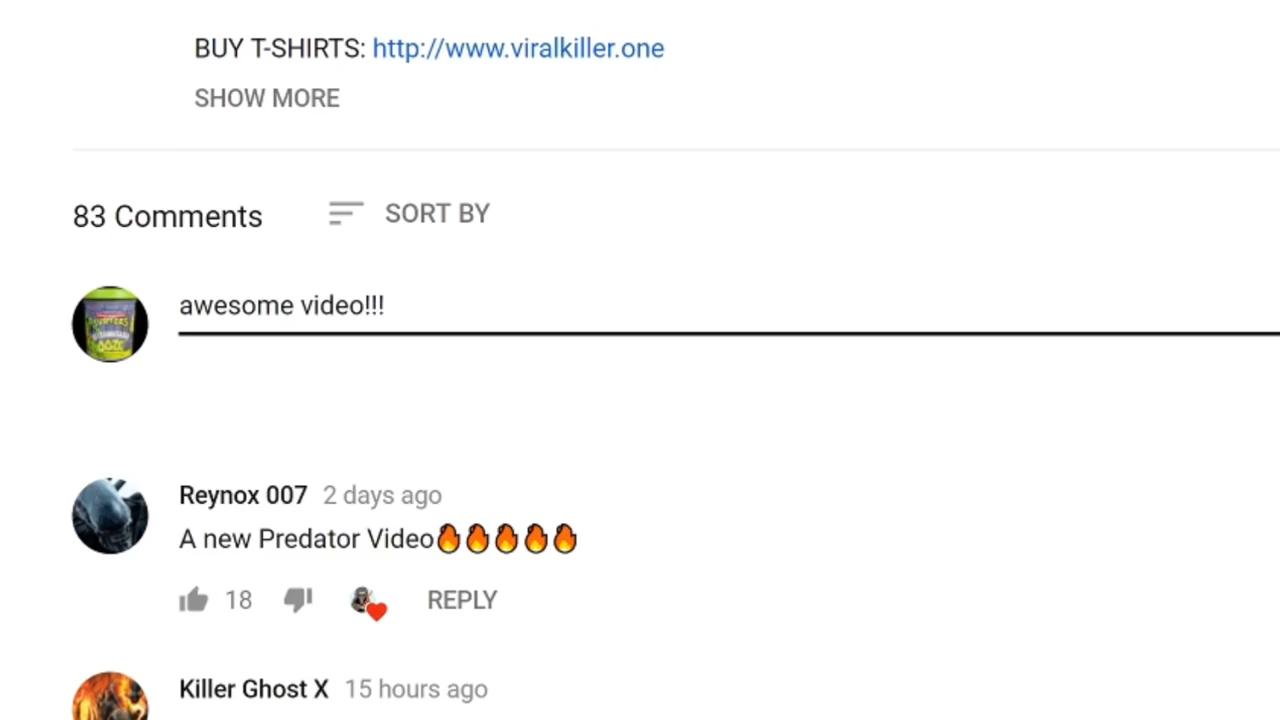 BUY T-SHIRTS: http://www.viralkiller.one
SHOW MORE
83 Comments SORT BY
awesome video!!!
OOZE
Reynox 007 2 days ago
A new Predator Video🔥🔥🔥🔥🔥
18 REPLY
Killer Ghost X 15 hours ago